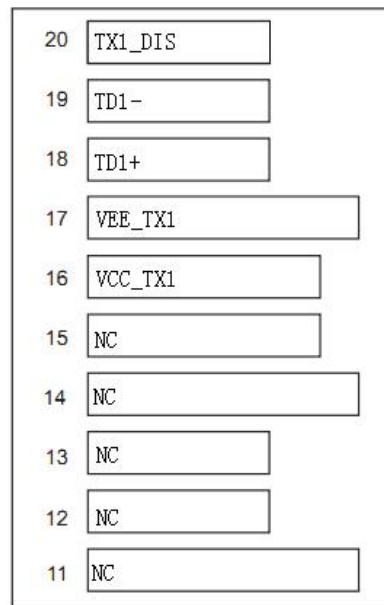 20 TX1_DIS
19 TD1-
18 TD1+
17 VEE_TX1
16 VCC_TX1
15 NC
14 NC
13 NC
12 NC
11 NC